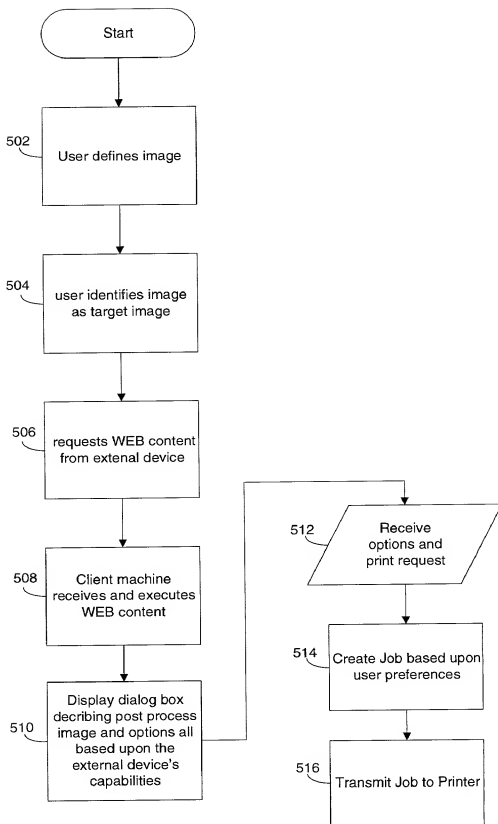 Start
502
User defines image
504
user identifies image
as target image
506
requests WEB content
from extenal device
508
Client machine
receives and executes
WEB content
510
Display dialog box
decribing post process
image and options all
based upon the
external device's
capabilities
512
Receive
options and
print request
514
Create Job based upon
user preferences
516
Transmit Job to Printer